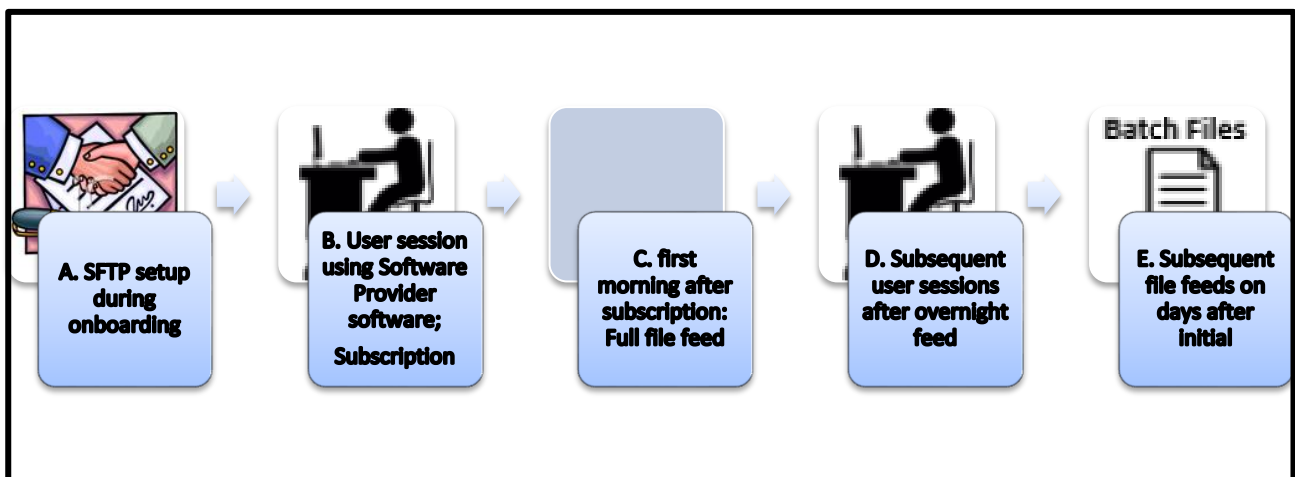 A. SFTP setup
during
onboarding
B. User session
using Software
Provider
software;
Subscription
C. first
morning after
subscription:
Full file feed
D. Subsequent
user sessions
after overnight
feed
Batch Files
E. Subsequent
file feeds on
days after
initial